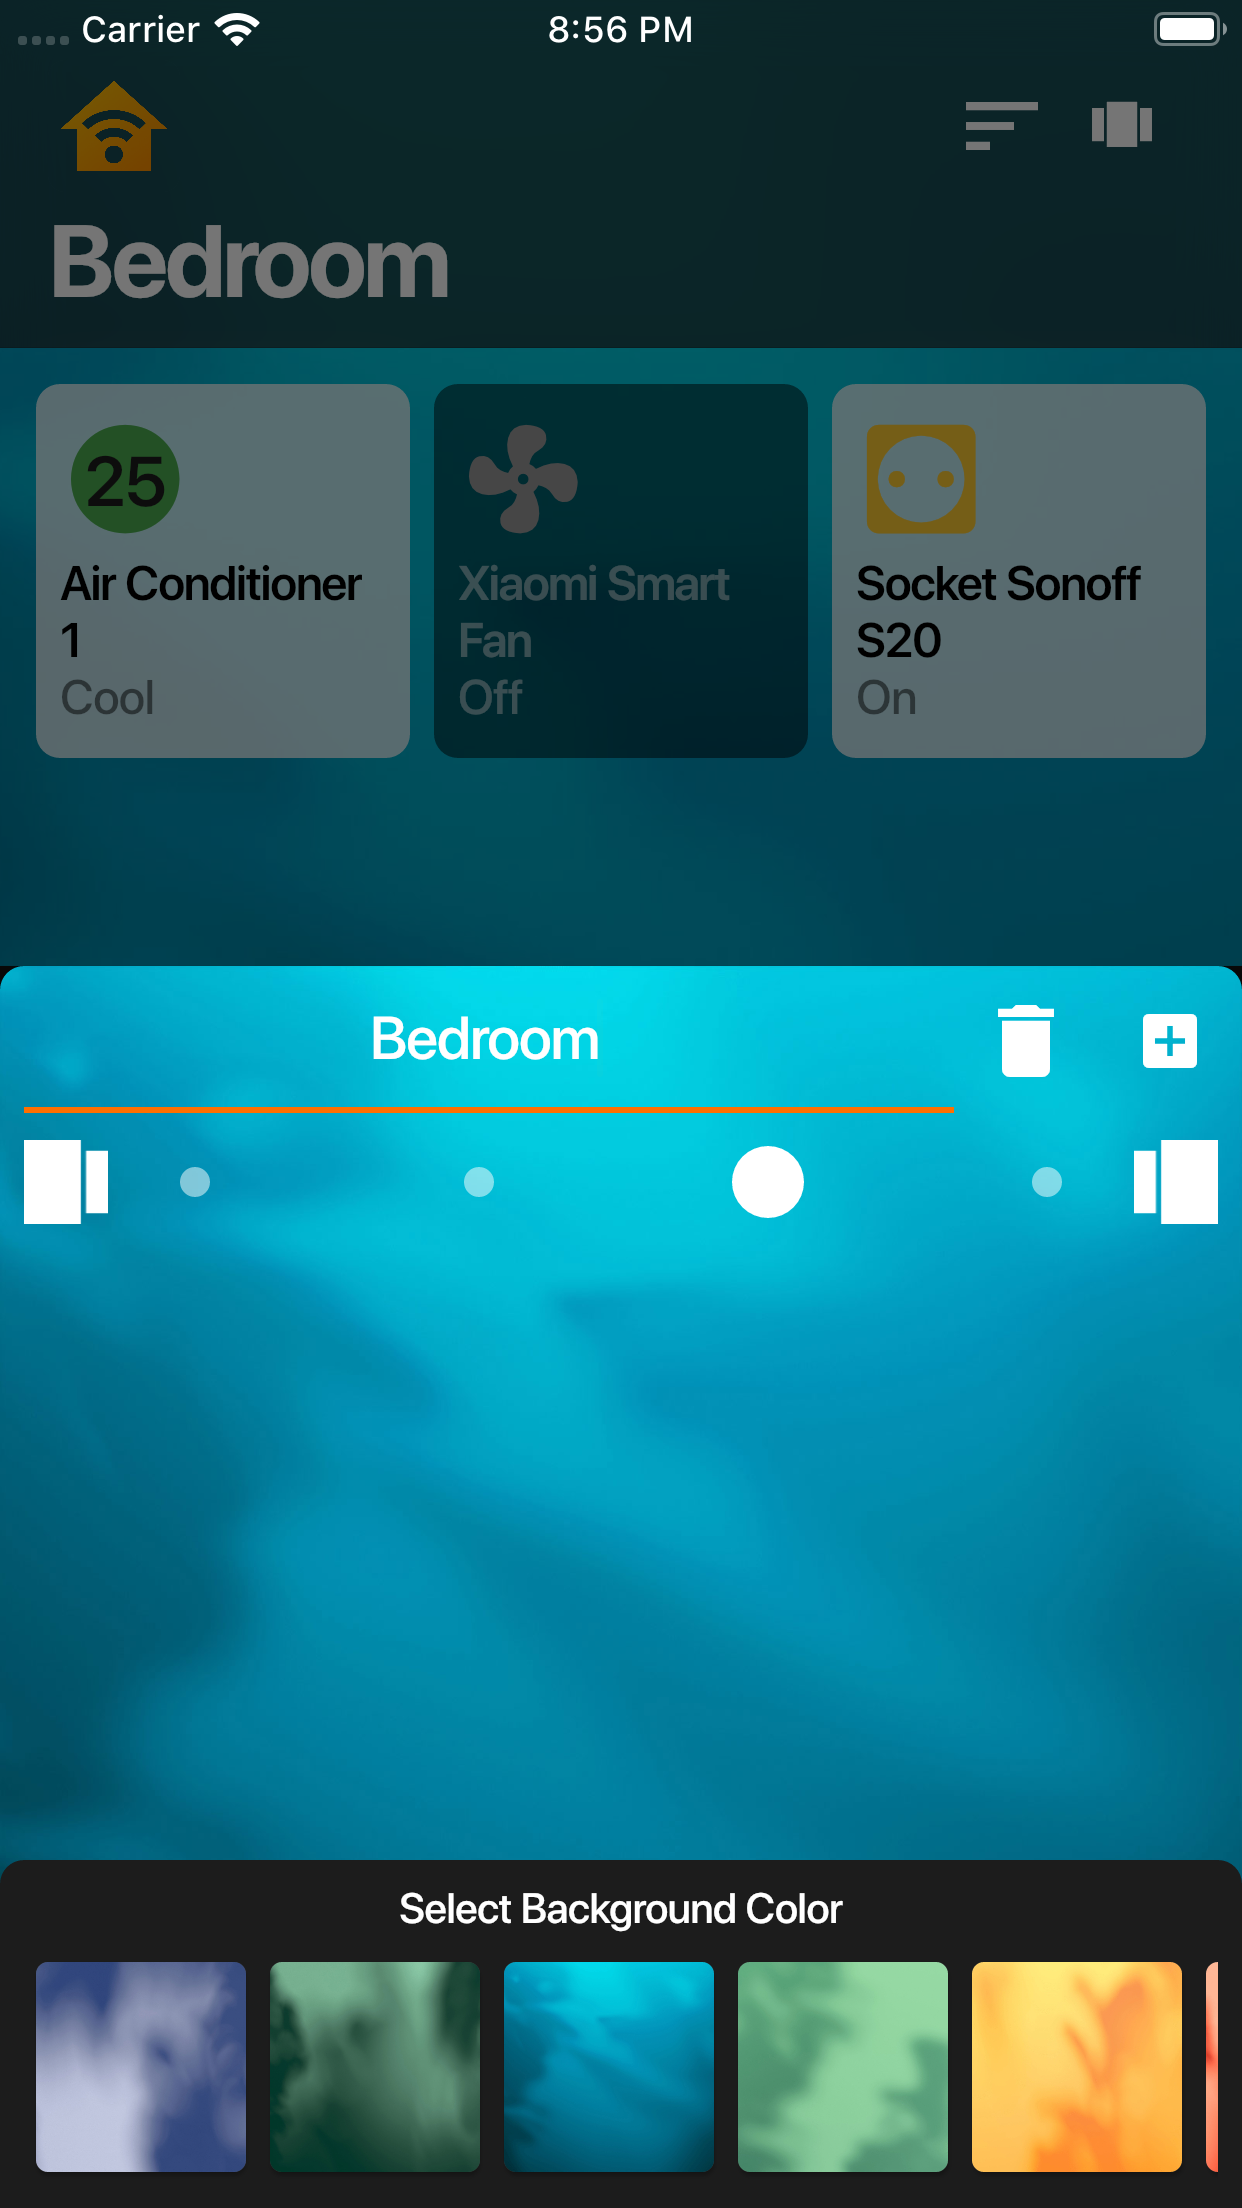 Carrier 8:56 PM
Bedroom
25
Air Conditioner
1
Cool
Xiaomi Smart
Fan
Off
Socket Sonoff
S20
On
Bedroom
Select Background Color